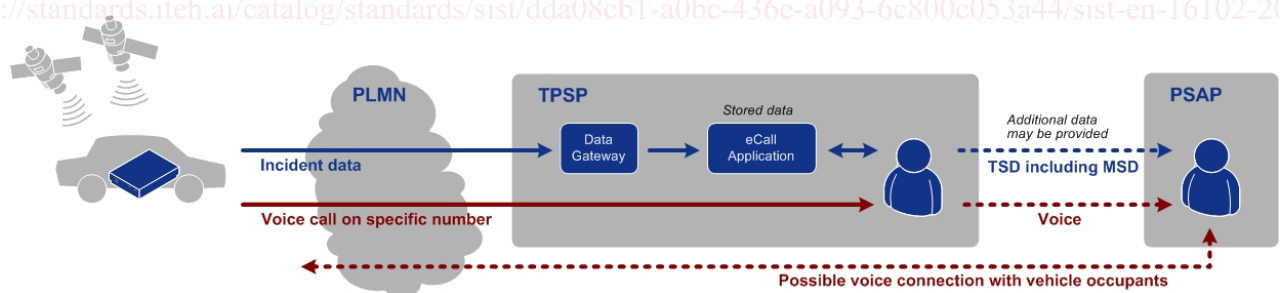 ://standards.iteh.ai/catalog/standards/sist/dda08cb1-a0bc-436e-a093-6c800c053a44/sist-en-16102-20
PLMN
TPSP
PSAP
Stored data
Additional data
may be provided
Data
Gateway
eCall
Application
Incident data
TSD including MSD
Voice call on specific number
Voice
Possible voice connection with vehicle occupants